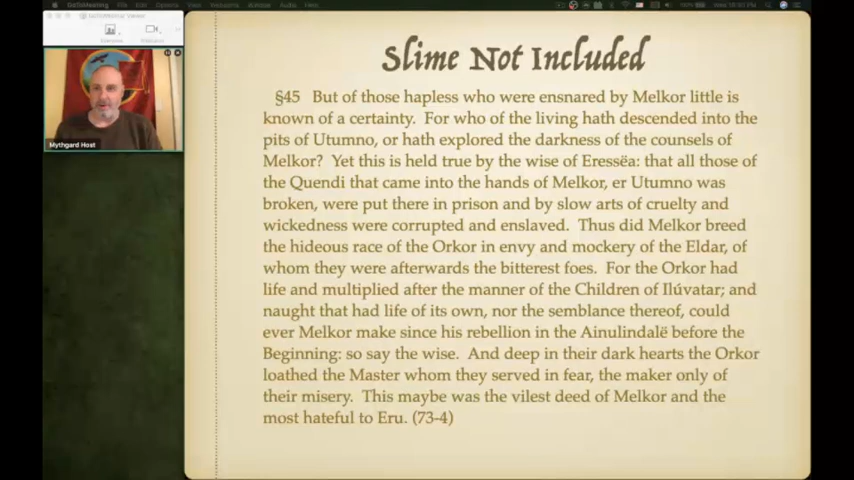 Slime Not Included
§45 But of those hapless who were ensnared by Melkor little is
known of a certainty. For who of the living hath descended into the
pits of Utumno, or hath explored the darkness of the counsels of
Melkor? Yet this is held true by the wise of Eressëa: that all those of
the Quendi that came into the hands of Melkor, er Utumno was
broken, were put there in prison and by slow arts of cruelty and
wickedness were corrupted and enslaved. Thus did Melkor breed
the hideous race of the Orkor in envy and mockery of the Eldar, of
whom they were afterwards the bitterest foes. For the Orkor had
life and multiplied after the manner of the Children of Ilúvatar; and
naught that had life of its own, nor the semblance thereof, could
ever Melkor make since his rebellion in the Ainulindalë before the
Beginning: so say the wise. And deep in their dark hearts the Orkor
loathed the Master whom they served in fear, the maker only of
their misery. This maybe was the vilest deed of Melkor and the
most hateful to Eru. (73-4)
Mythgard Host